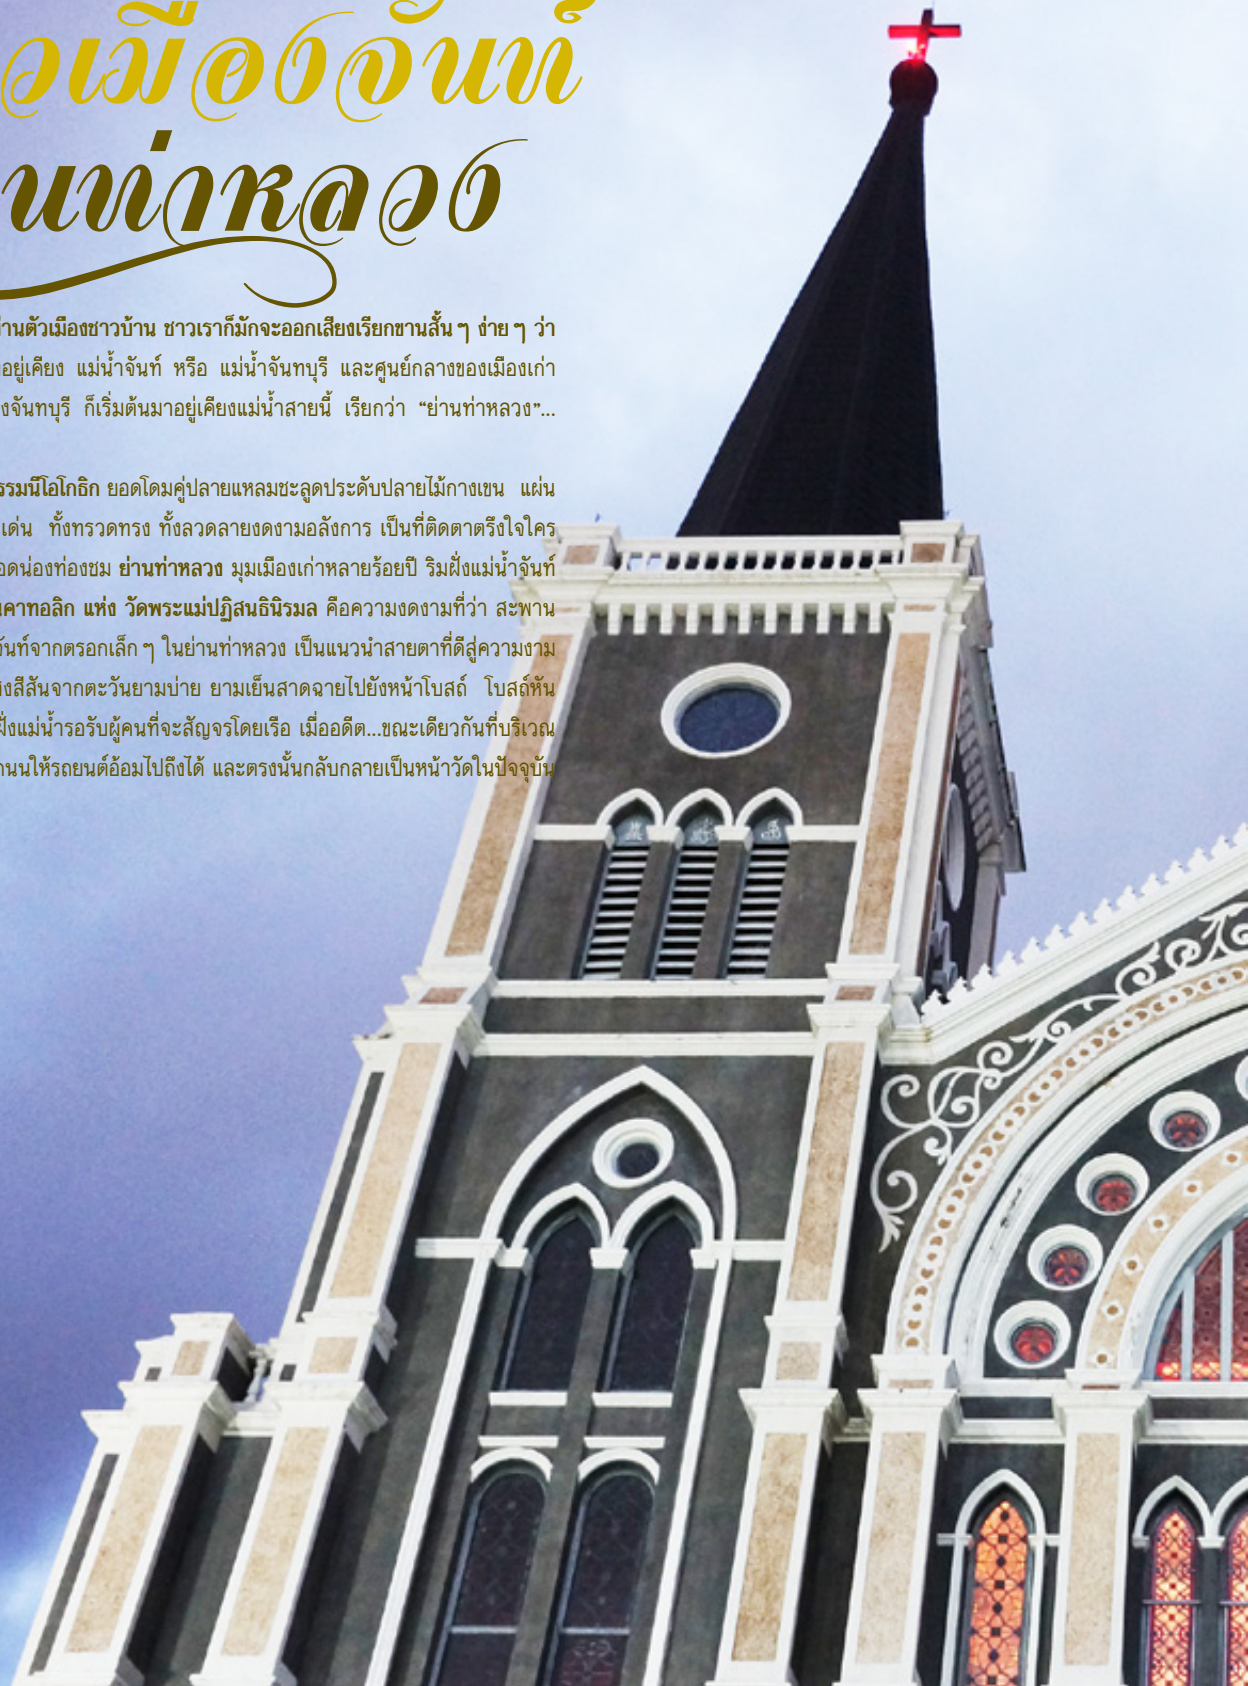 วเมืองจันท์
นท่าหลวง
่านตัวเมืองชาวบ้าน ชาวเราก็มักจะออกเสียงเรียกขานสั้น ๆ ง่าย ๆ ว่า
อยู่เคียง แม่น้ำจันท์ หรือ แม่น้ำจันทบุรี และศูนย์กลางของเมืองเก่า
งจันทบุรี ก็เริ่มต้นมาอยู่เคียงแม่น้ำสายนี้ เรียกว่า “ย่านท่าหลวง”...
รรมนีโอโกธิก ยอดโดมคู่ปลายแหลมชะลูดประดับปลายไม้กางเขน แผ่น
เด่น ทั้งทรวดทรง ทั้งลวดลายงดงามอลังการ เป็นที่ติดตาตรึงใจใคร
อดน่องท่องชม ย่านท่าหลวง มุมเมืองเก่าหลายร้อยปี ริมฝั่งแม่น้ำจันท์
นคาทอลิก แห่ง วัดพระแม่ปฏิสนธินิรมล คือความงดงามที่ว่า สะพาน
จันท์จากตรอกเล็ก ๆ ในย่านท่าหลวง เป็นแนวนำสายตาที่ดีสู่ความงาม
สงสีสันจากตะวันยามบ่าย ยามเย็นสาดฉายไปยังหน้าโบสถ์ โบสถ์หัน
ฝั่งแม่น้ำรอรับผู้คนที่จะสัญจรโดยเรือ เมื่ออดีต...ขณะเดียวกันที่บริเวณ
ถนนให้รถยนต์อ้อมไปถึงได้ และตรงนั้นกลับกลายเป็นหน้าวัดในปัจจุบัน